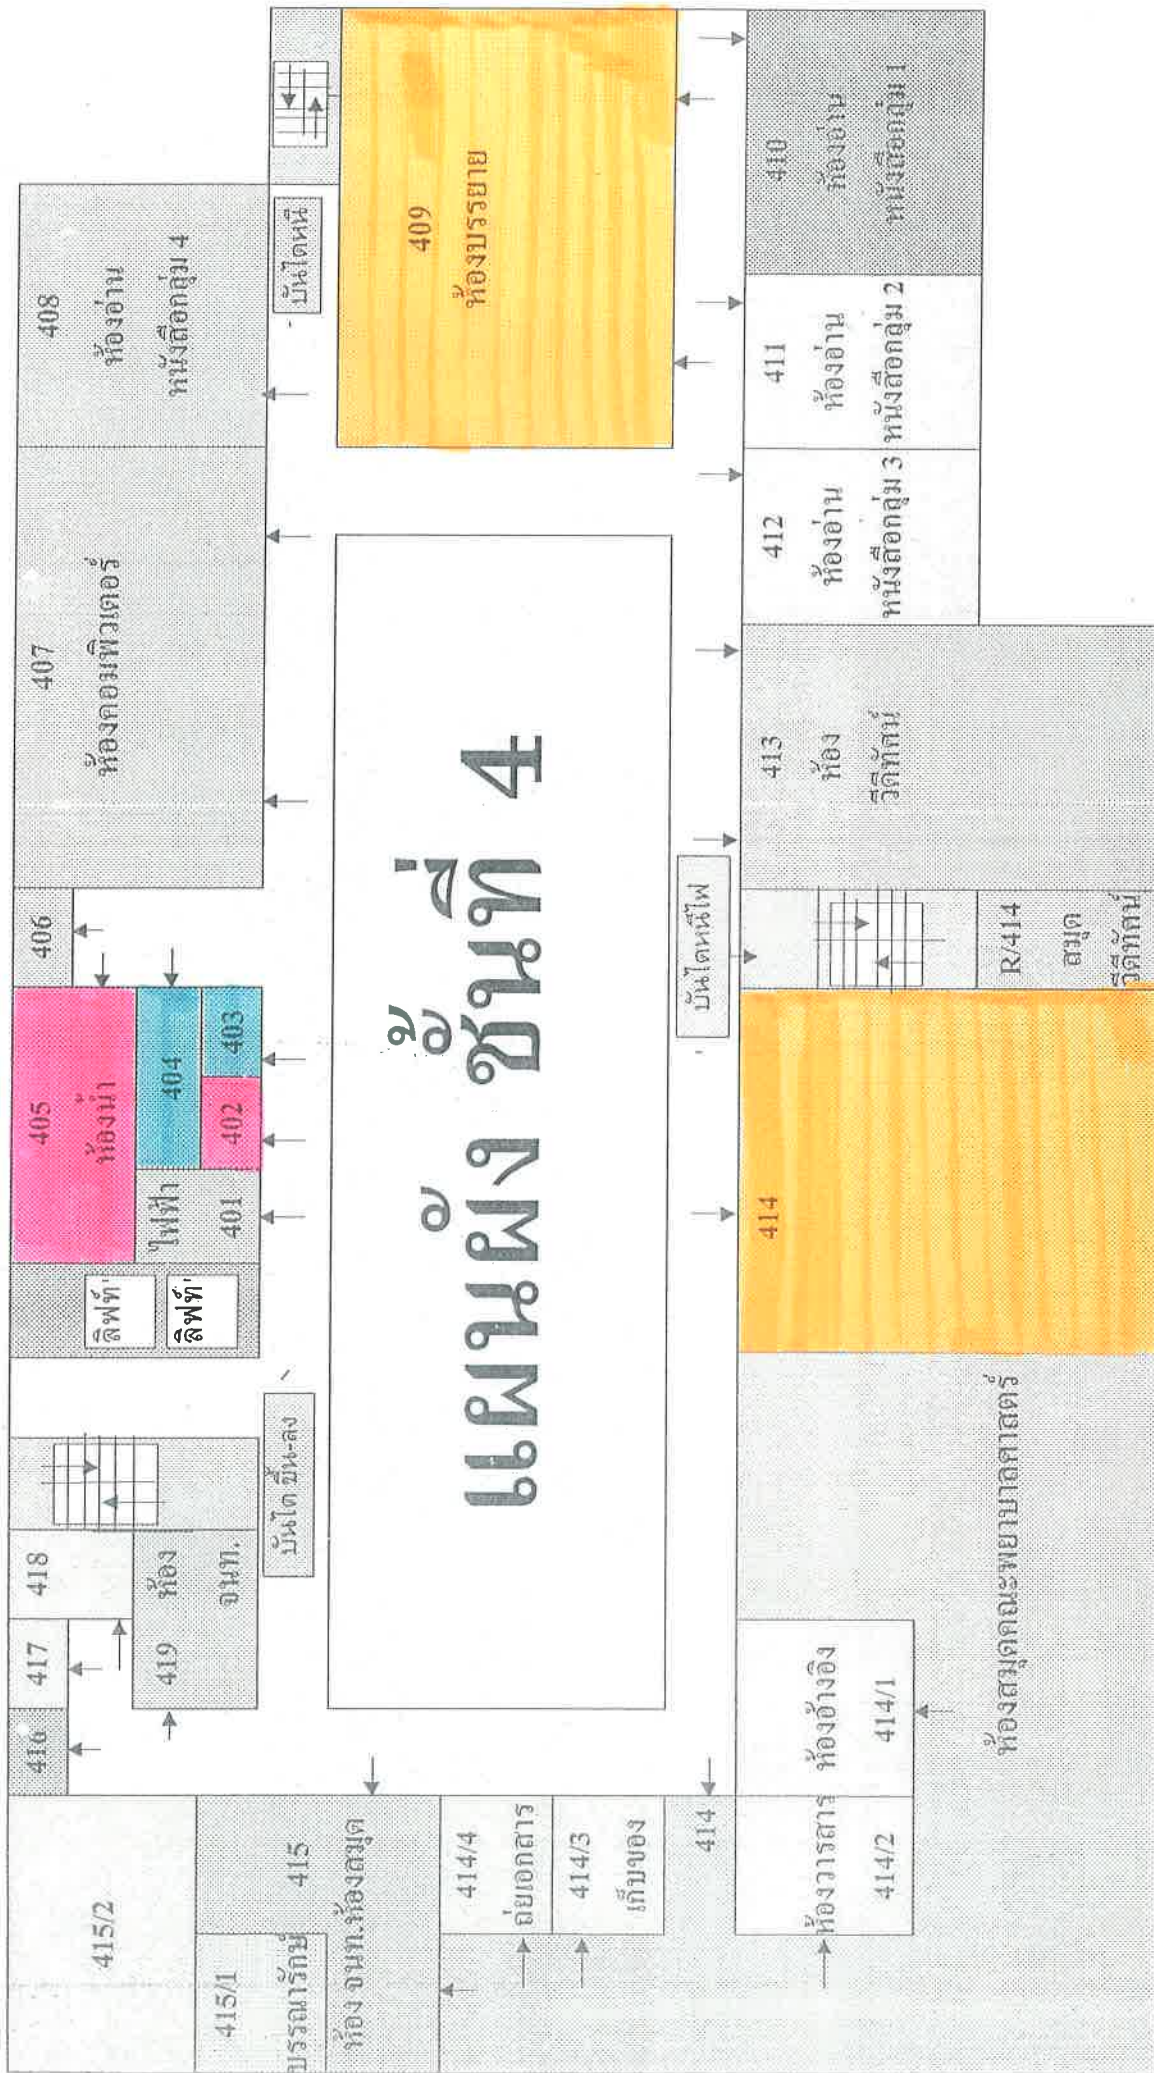 แผนผัง ชั้นที่ 4
415/2
416
417
418
419
ห้อง
จนท.
ลิฟท์
ลิฟท์
405
ห้องน้ำ
404
403
402
ไฟฟ้า
401
406
407
ห้องคอมพิวเตอร์
408
ห้องอ่าน
หนังสือกลุ่ม 4
415/1
บรรณารักษ์
415
ห้อง จนท.ห้องสมุด
บันได ขึ้น-ลง
บันไดหนี
409
ห้องบรรยาย
414/4
ถ่ายเอกสาร
414/3
เก็บของ
414
บันไดหนีไฟ
ห้องวารสาร
414/2
ห้องอ้างอิง
414/1
ห้องสมุดคณะพยาบาลศาสตร์
414
R/414
สมุด
วีดีทัศน์
413
ห้อง
วีดีทัศน์
412
ห้องอ่าน
หนังสือกลุ่ม 3
411
ห้องอ่าน
หนังสือกลุ่ม 2
410
ห้องอ่าน
หนังสือกลุ่ม 1